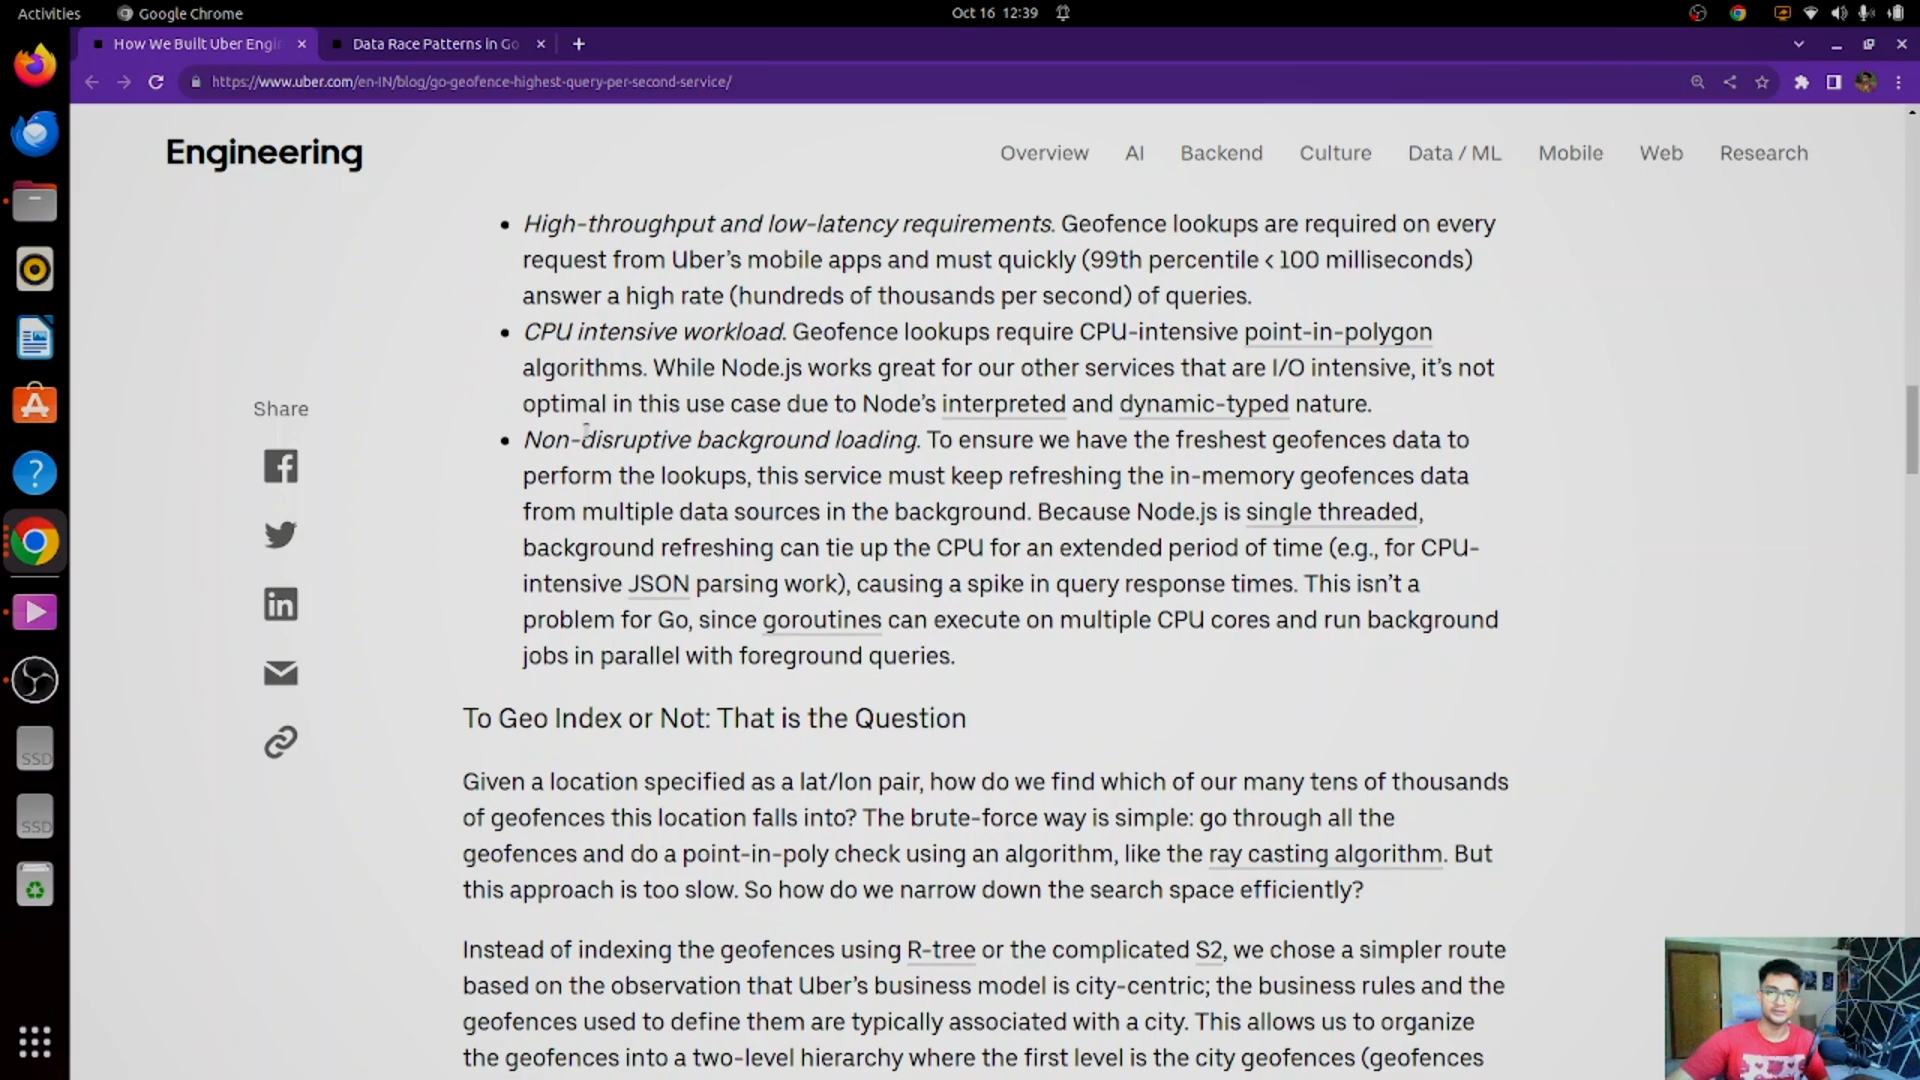 Activities
Google Chrome
Oct 16 12:39
How We Built Uber Engi
Data Race Patterns in Go
https://www.uber.com/en-IN/blog/go-geofence-highest-query-per-second-service/
Engineering
Overview
AI
Backend
Culture
Data / ML
Mobile
Web
Research
• High-throughput and low-latency requirements. Geofence lookups are required on every
request from Uber's mobile apps and must quickly (99th percentile < 100 milliseconds)
answer a high rate (hundreds of thousands per second) of queries.
• CPU intensive workload. Geofence lookups require CPU-intensive point-in-polygon
algorithms. While Node.js works great for our other services that are I/O intensive, it's not
optimal in this use case due to Node's interpreted and dynamic-typed nature.
• Non-disruptive background loading. To ensure we have the freshest geofences data to
perform the lookups, this service must keep refreshing the in-memory geofences data
from multiple data sources in the background. Because Node.js is single threaded,
background refreshing can tie up the CPU for an extended period of time (e.g., for CPU-
intensive JSON parsing work), causing a spike in query response times. This isn't a
problem for Go, since goroutines can execute on multiple CPU cores and run background
jobs in parallel with foreground queries.
Share
To Geo Index or Not: That is the Question
Given a location specified as a lat/lon pair, how do we find which of our many tens of thousands
of geofences this location falls into? The brute-force way is simple: go through all the
geofences and do a point-in-poly check using an algorithm, like the ray casting algorithm. But
this approach is too slow. So how do we narrow down the search space efficiently?
Instead of indexing the geofences using R-tree or the complicated S2, we chose a simpler route
based on the observation that Uber's business model is city-centric; the business rules and the
geofences used to define them are typically associated with a city. This allows us to organize
the geofences into a two-level hierarchy where the first level is the city geofences (geofences
SSD
SSD